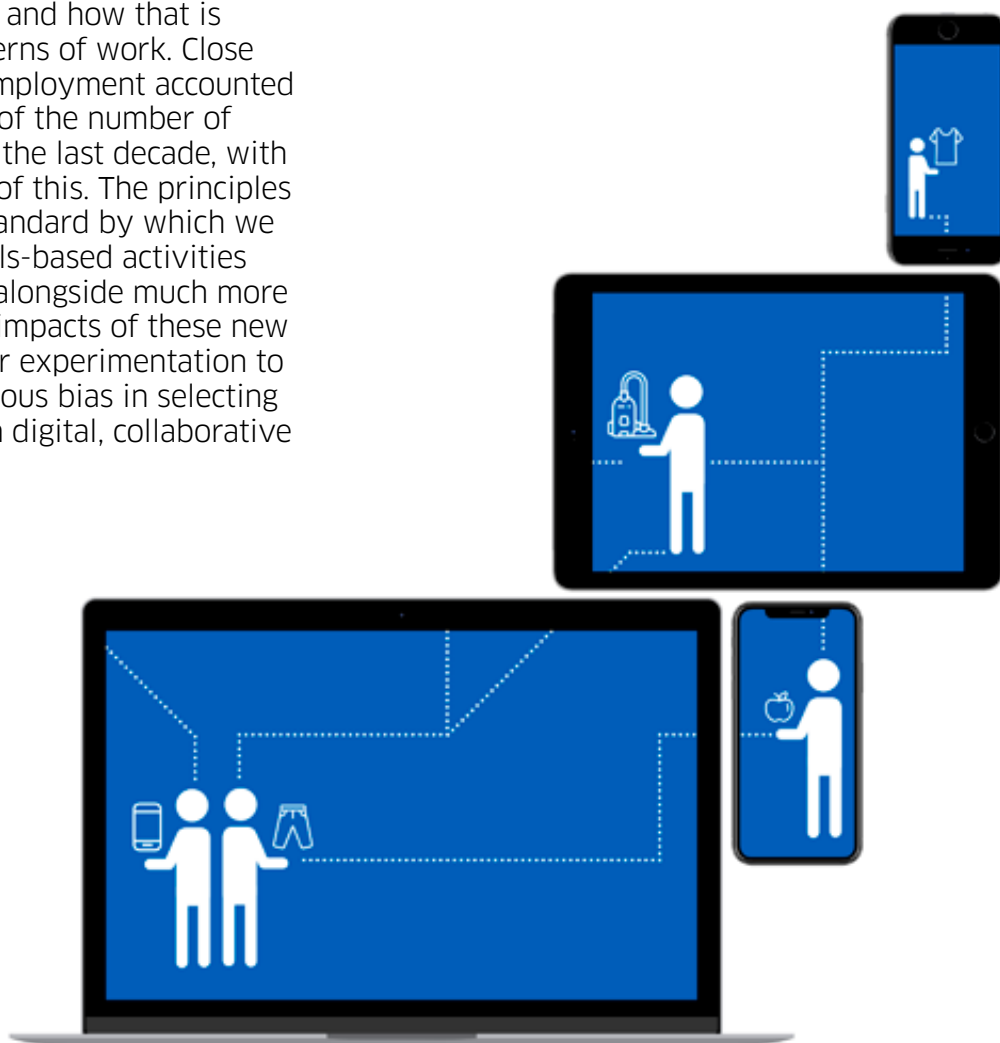 and how that is
erns of work. Close
mployment accounted
of the number of
the last decade, with
of this. The principles
tandard by which we
ls-based activities
alongside much more
impacts of these new
r experimentation to
ous bias in selecting
n digital, collaborative